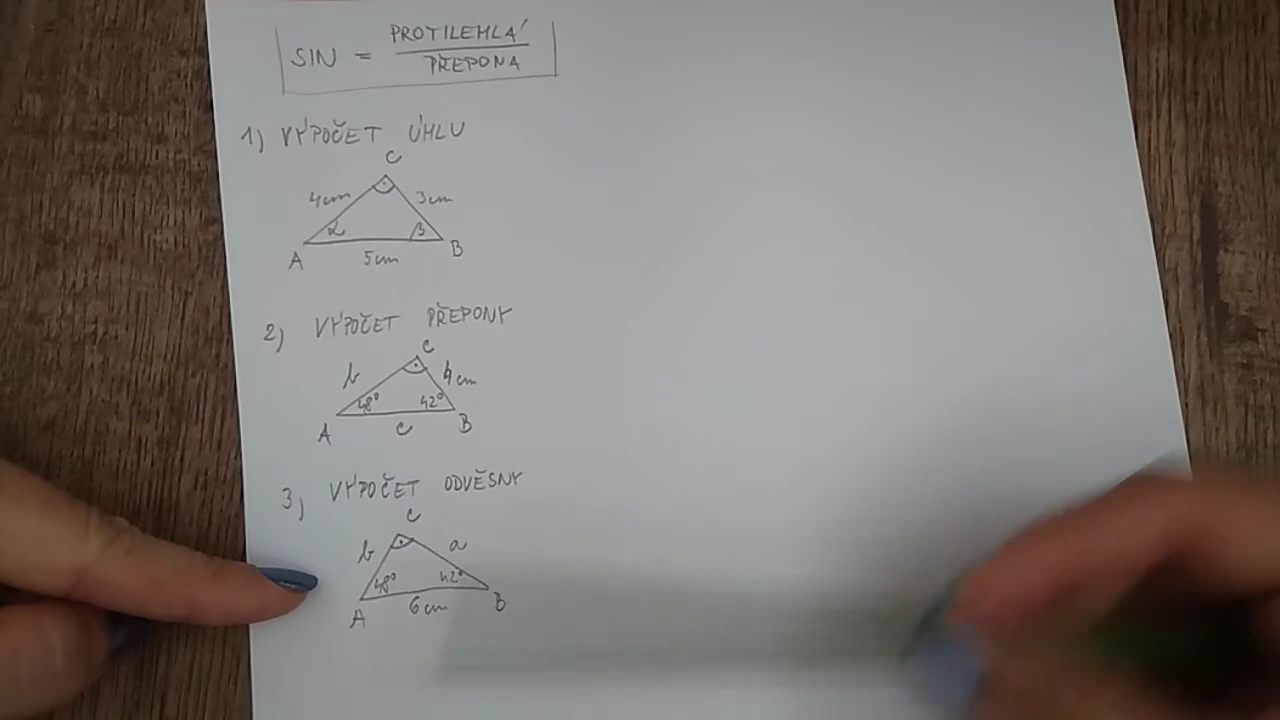 SIN = PROTILEHLÁ
PŘEPONA
1) VÝPOČET ÚHLU
C
4cm 3cm
α β
A 5cm B
2) VÝPOČET PŘEPONY
C
b 4cm
48° 42°
A c B
3) VÝPOČET ODVĚSNY
C
b a
48° 42°
A 6cm B